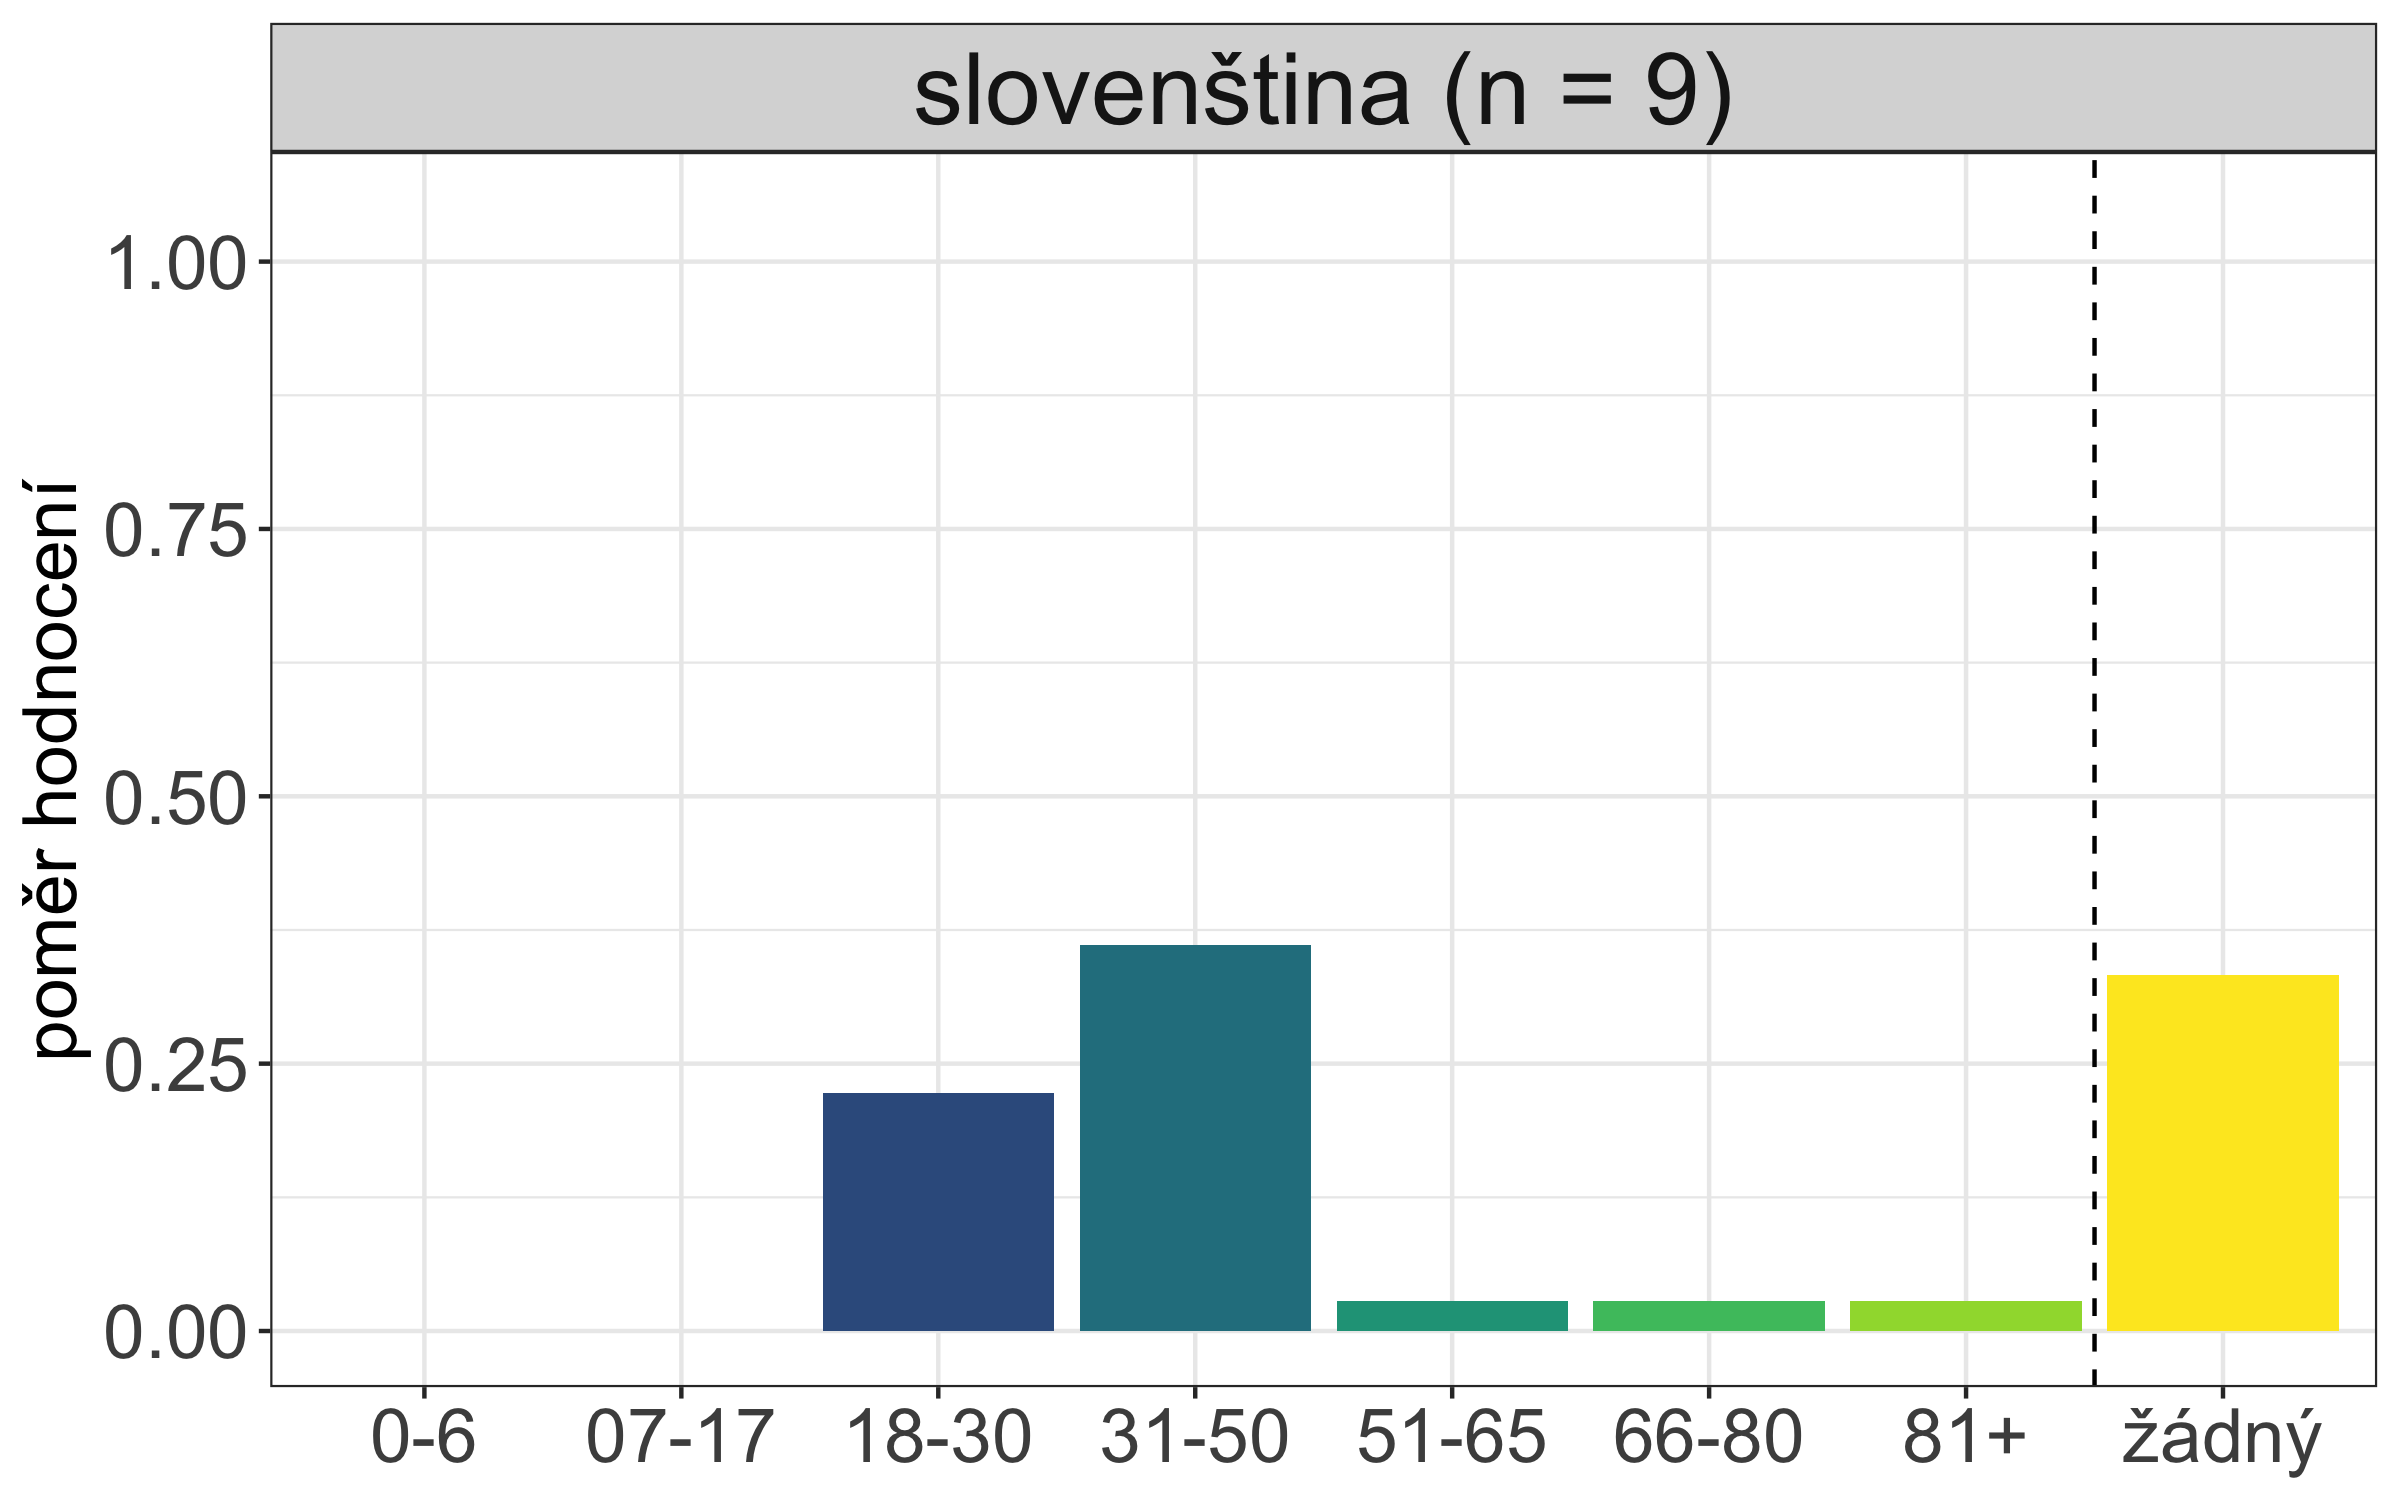 slovenština (n = 9)
poměr hodnocení
1.00
0.75
0.50
0.25
0.00
0-6 07-17 18-30 31-50 51-65 66-80 81+ žádný